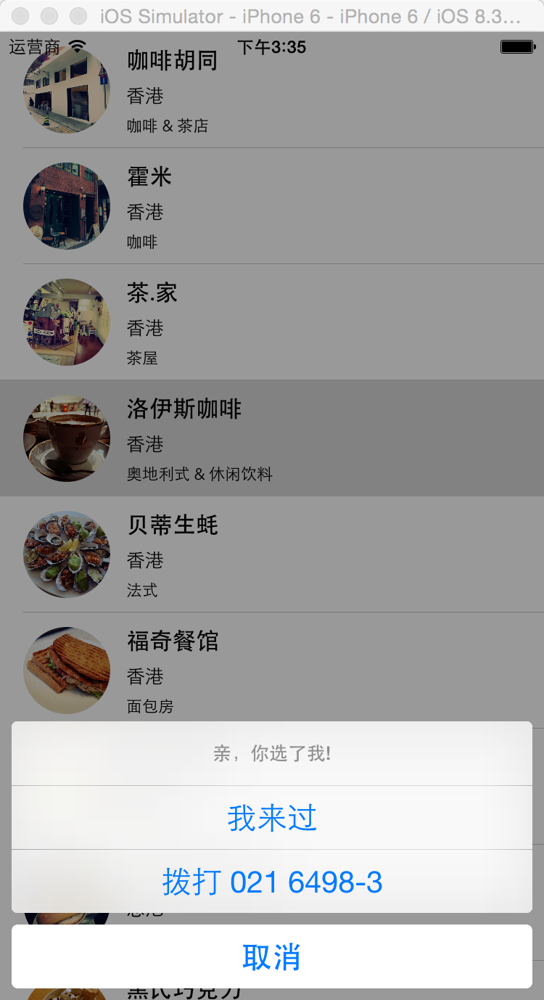 iOS Simulator - iPhone 6 - iPhone 6 / iOS 8.3...
运营商 下午3:35
咖啡胡同
香港
咖啡 & 茶店
霍米
香港
咖啡
茶.家
香港
茶屋
洛伊斯咖啡
香港
奥地利式 & 休闲饮料
贝蒂生蚝
香港
法式
福奇餐馆
香港
面包房
亲，你选了我!
我来过
拨打 021 6498-3
取消